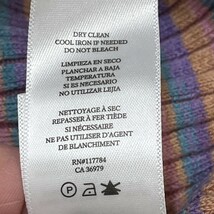 DRY CLEAN
COOL IRON IF NEEDED
DO NOT BLEACH
LIMPIEZA EN SECO
PLANCHAR A BAJA
TEMPERATURA
SI ES NECESARIO
NO UTILIZAR LEJIA
NETTOYAGE À SEC
REPASSER À FER TIÈDE
SI NÉCESSAIRE
NE PAS UTILISER D'AGENT
DE BLANCHIMENT
RN#117784
CA 36979
P